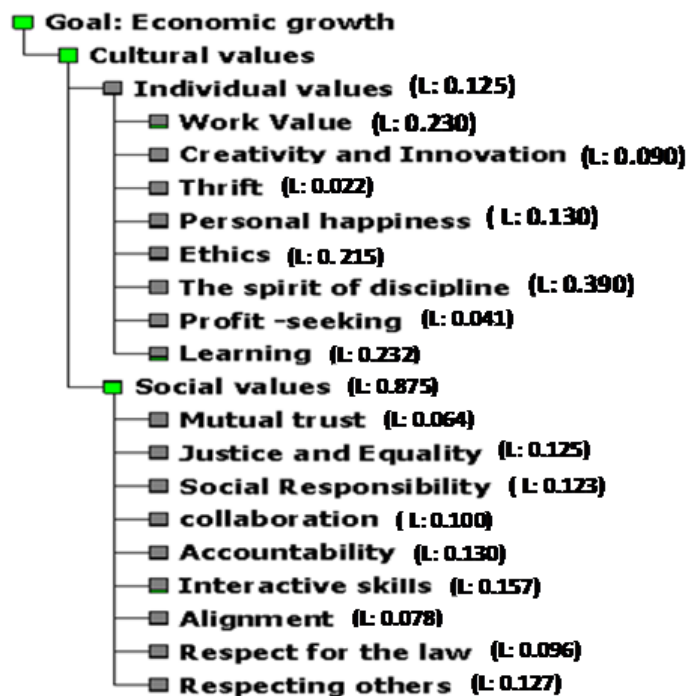 Goal: Economic growth
Cultural values
Individual values (L: 0.125)
Work Value (L: 0.230)
Creativity and Innovation (L: 0.090)
Thrift (L: 0.022)
Personal happiness ( L: 0.130)
Ethics (L: 0. 215)
The spirit of discipline (L: 0.390)
Profit -seeking (L: 0.041)
Learning (L: 0.232)
Social values (L: 0.875)
Mutual trust (L: 0.064)
Justice and Equality (L: 0.125)
Social Responsibility ( L: 0.123)
collaboration ( L: 0.100)
Accountability (L: 0.130)
Interactive skills (L: 0.157)
Alignment (L: 0.078)
Respect for the law (L: 0.096)
Respecting others (L: 0.127)